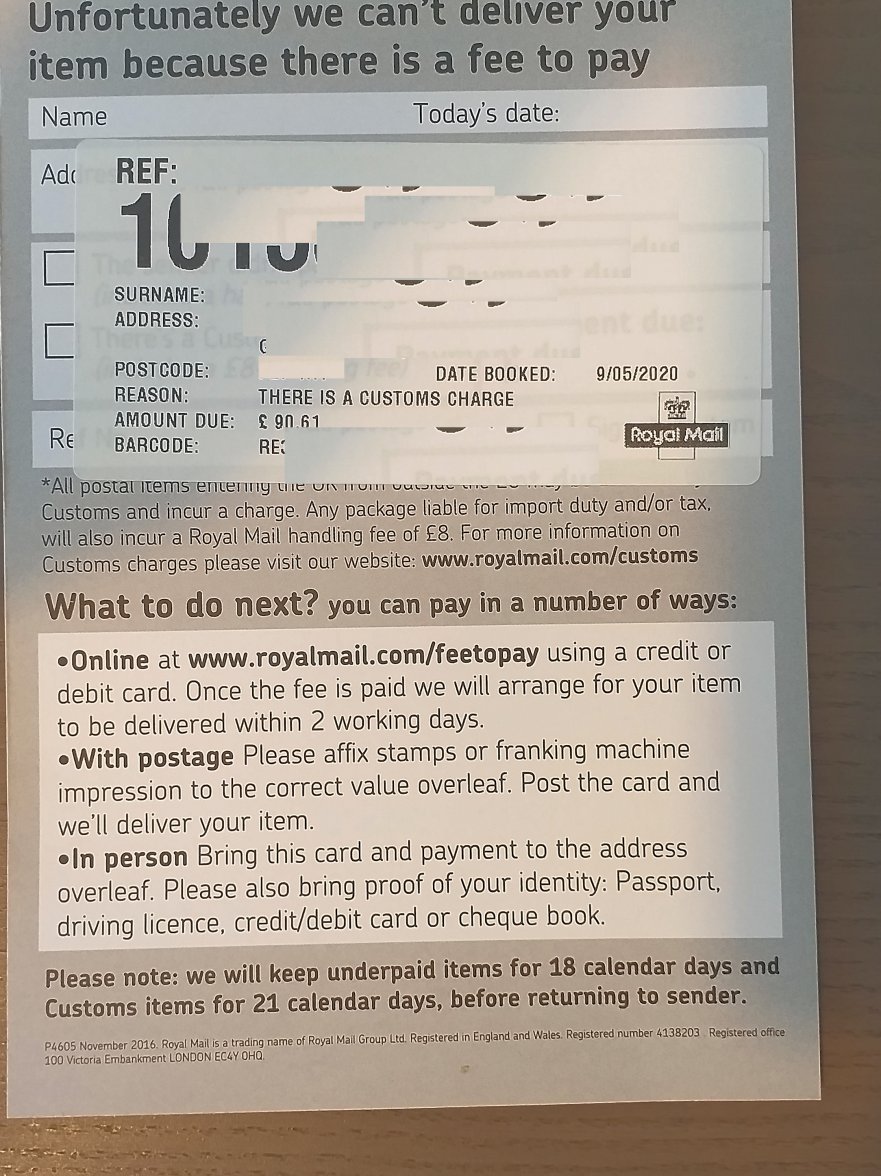 Unfortunately we can't deliver your
item because there is a fee to pay
Name Today's date:
REF:
SURNAME:
ADDRESS:
POSTCODE: DATE BOOKED: 9/05/2020
REASON: THERE IS A CUSTOMS CHARGE
AMOUNT DUE: £ 90.61
BARCODE:
Royal Mail
*All postal items entering the UK from outside the
Customs and incur a charge. Any package liable for import duty and/or tax,
will also incur a Royal Mail handling fee of £8. For more information on
Customs charges please visit our website: www.royalmail.com/customs
What to do next? you can pay in a number of ways:
•Online at www.royalmail.com/feetopay using a credit or
debit card. Once the fee is paid we will arrange for your item
to be delivered within 2 working days.
•With postage Please affix stamps or franking machine
impression to the correct value overleaf. Post the card and
we'll deliver your item.
•In person Bring this card and payment to the address
overleaf. Please also bring proof of your identity: Passport,
driving licence, credit/debit card or cheque book.
Please note: we will keep underpaid items for 18 calendar days and
Customs items for 21 calendar days, before returning to sender.
P4605 November 2016. Royal Mail is a trading name of Royal Mail Group Ltd. Registered in England and Wales. Registered number 4138203 . Registered office
100 Victoria Embankment LONDON EC4Y 0HQ.